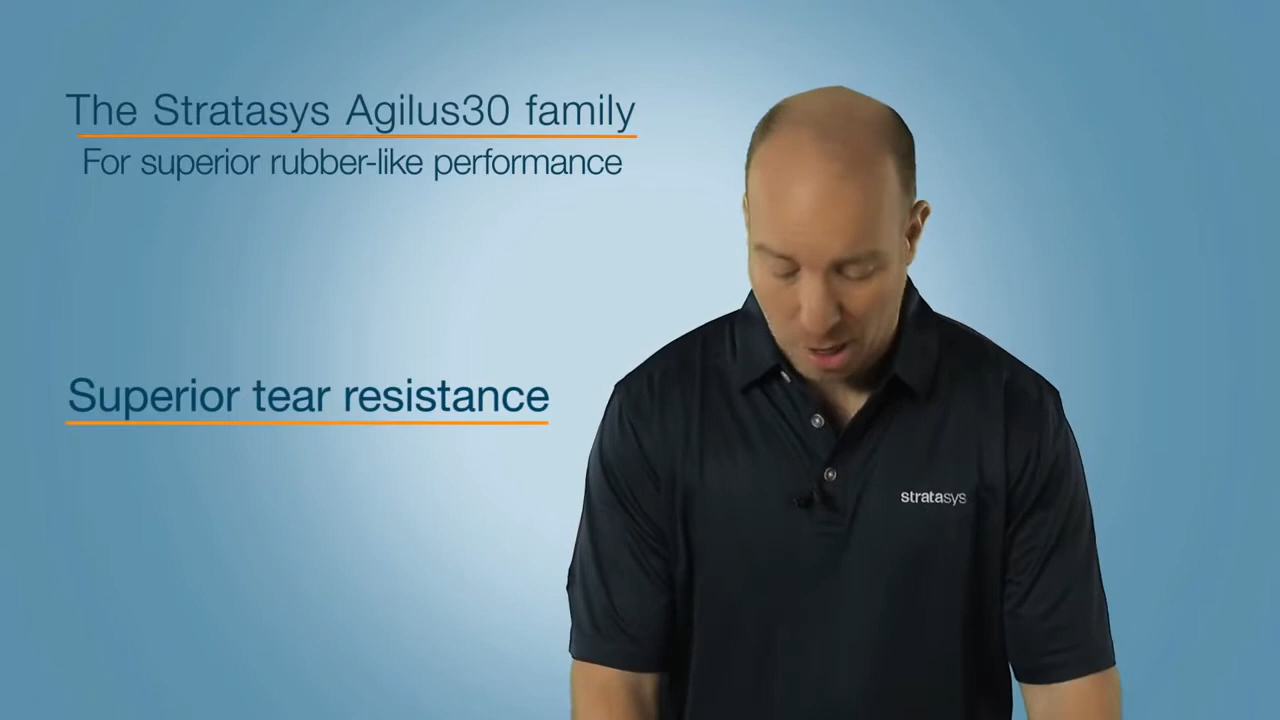 The Stratasys Agilus30 family
For superior rubber-like performance
Superior tear resistance
stratasys